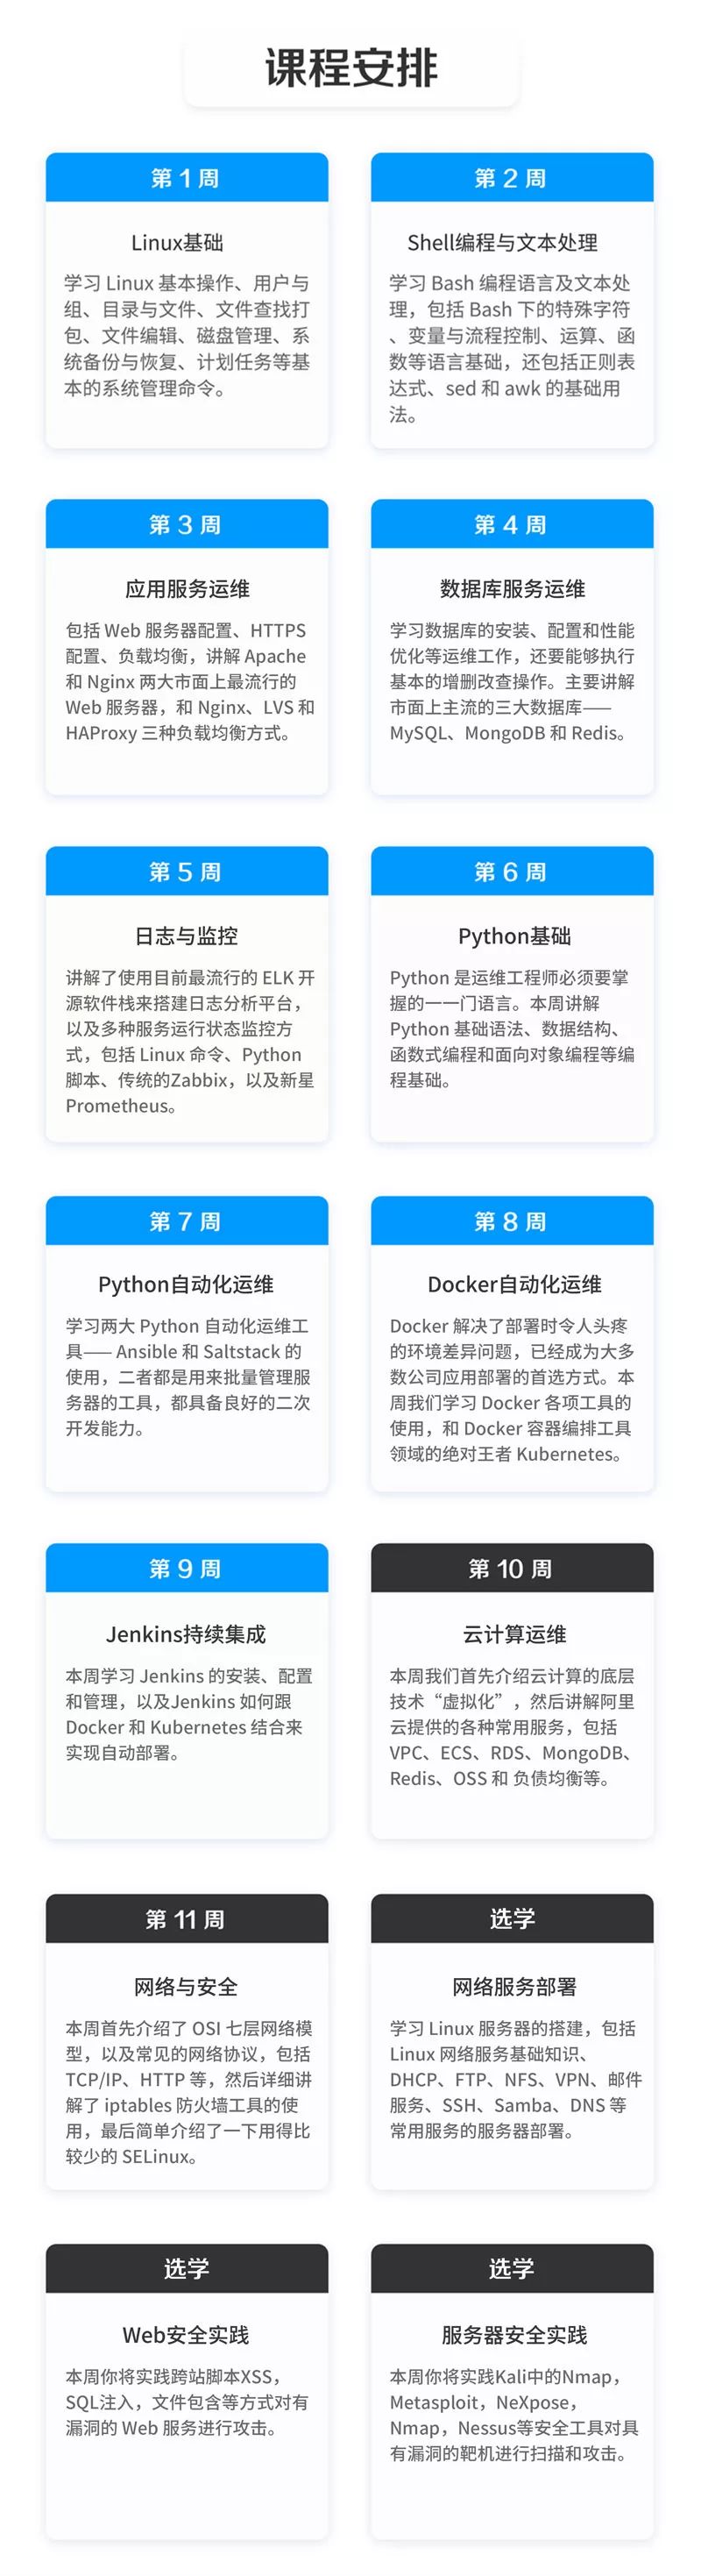 课程安排
第 1 周
Linux基础
学习 Linux 基本操作、用户与
组、目录与文件、文件查找打
包、文件编辑、磁盘管理、系
统备份与恢复、计划任务等基
本的系统管理命令。
第 2 周
Shell编程与文本处理
学习 Bash 编程语言及文本处
理，包括 Bash 下的特殊字符
、变量与流程控制、运算、函
数等语言基础，还包括正则表
达式、sed 和 awk 的基础用
法。
第 3 周
应用服务运维
包括 Web 服务器配置、HTTPS
配置、负载均衡，讲解 Apache
和 Nginx 两大市面上最流行的
Web 服务器，和 Nginx、LVS 和
HAProxy 三种负载均衡方式。
第 4 周
数据库服务运维
学习数据库的安装、配置和性能
优化等运维工作，还要能够执行
基本的增删改查操作。主要讲解
市面上主流的三大数据库——
MySQL、MongoDB 和 Redis。
第 5 周
日志与监控
讲解了使用目前最流行的 ELK 开
源软件栈来搭建日志分析平台，
以及多种服务运行状态监控方
式，包括 Linux 命令、Python
脚本、传统的Zabbix，以及新星
Prometheus。
第 6 周
Python基础
Python 是运维工程师必须要掌
握的一一门语言。本周讲解
Python 基础语法、数据结构、
函数式编程和面向对象编程等编
程基础。
第 7 周
Python自动化运维
学习两大 Python 自动化运维工
具—— Ansible 和 Saltstack 的
使用，二者都是用来批量管理服
务器的工具，都具备良好的二次
开发能力。
第 8 周
Docker自动化运维
Docker 解决了部署时令人头疼
的环境差异问题，已经成为大多
数公司应用部署的首选方式。本
周我们学习 Docker 各项工具的
使用，和 Docker 容器编排工具
领域的绝对王者 Kubernetes。
第 9 周
Jenkins持续集成
本周学习 Jenkins 的安装、配置
和管理，以及Jenkins 如何跟
Docker 和 Kubernetes 结合来
实现自动部署。
第 10 周
云计算运维
本周我们首先介绍云计算的底层
技术“虚拟化”，然后讲解阿里
云提供的各种常用服务，包括
VPC、ECS、RDS、MongoDB、
Redis、OSS 和 负债均衡等。
第 11 周
网络与安全
本周首先介绍了 OSI 七层网络模
型，以及常见的网络协议，包括
TCP/IP、HTTP 等，然后详细讲
解了 iptables 防火墙工具的使
用，最后简单介绍了一下用得比
较少的 SELinux。
选学
网络服务部署
学习 Linux 服务器的搭建，包括
Linux 网络服务基础知识、
DHCP、FTP、NFS、VPN、邮件
服务、SSH、Samba、DNS 等
常用服务的服务器部署。
选学
Web安全实践
本周你将实践跨站脚本XSS，
SQL注入，文件包含等方式对有
漏洞的 Web 服务进行攻击。
选学
服务器安全实践
本周你将实践Kali中的Nmap，
Metasploit，NeXpose，
Nmap，Nessus等安全工具对具
有漏洞的靶机进行扫描和攻击。